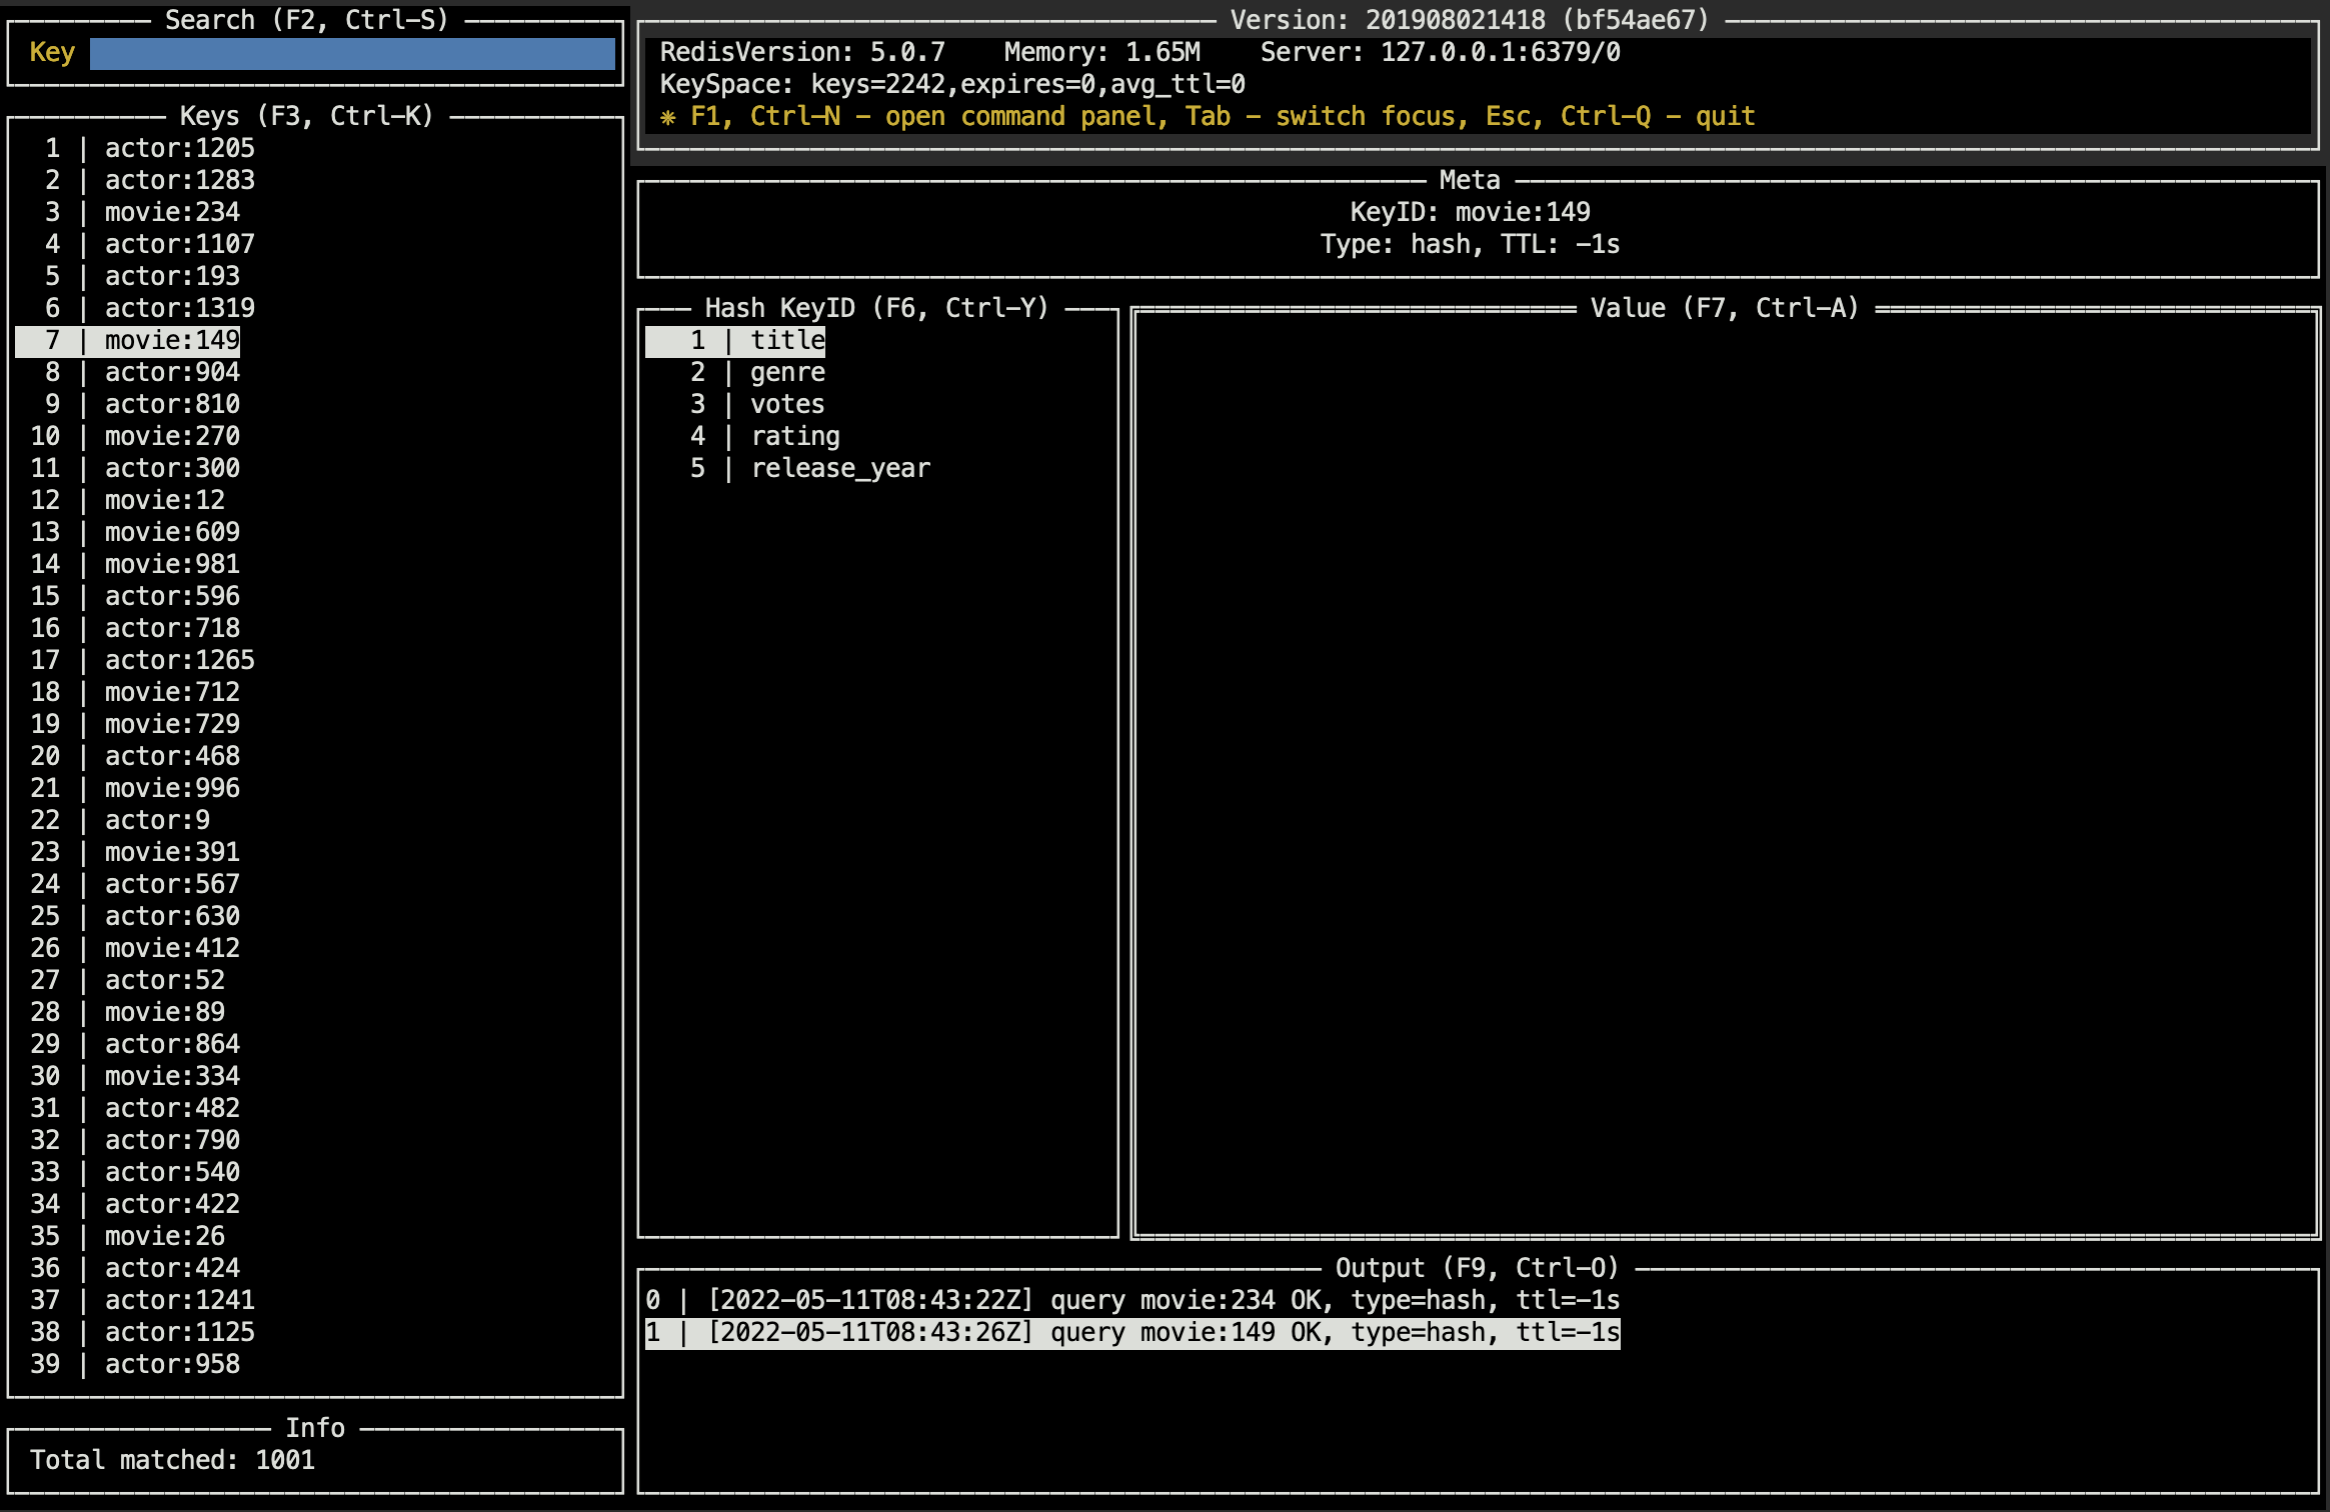 Search (F2, Ctrl-S)
Key
Keys (F3, Ctrl-K)
1 | actor:1205
2 | actor:1283
3 | movie:234
4 | actor:1107
5 | actor:193
6 | actor:1319
7 | movie:149
8 | actor:904
9 | actor:810
10 | movie:270
11 | actor:300
12 | movie:12
13 | movie:609
14 | movie:981
15 | actor:596
16 | actor:718
17 | actor:1265
18 | movie:712
19 | movie:729
20 | actor:468
21 | movie:996
22 | actor:9
23 | movie:391
24 | actor:567
25 | actor:630
26 | movie:412
27 | actor:52
28 | movie:89
29 | actor:864
30 | movie:334
31 | actor:482
32 | actor:790
33 | actor:540
34 | actor:422
35 | movie:26
36 | actor:424
37 | actor:1241
38 | actor:1125
39 | actor:958
Info
Total matched: 1001
Version: 201908021418 (bf54ae67)
RedisVersion: 5.0.7    Memory: 1.65M    Server: 127.0.0.1:6379/0
KeySpace: keys=2242,expires=0,avg_ttl=0
❈ F1, Ctrl-N - open command panel, Tab - switch focus, Esc, Ctrl-Q - quit
Meta
KeyID: movie:149
Type: hash, TTL: -1s
Hash KeyID (F6, Ctrl-Y)
1 | title
2 | genre
3 | votes
4 | rating
5 | release_year
Value (F7, Ctrl-A)
Output (F9, Ctrl-O)
0 | [2022-05-11T08:43:22Z] query movie:234 OK, type=hash, ttl=-1s
1 | [2022-05-11T08:43:26Z] query movie:149 OK, type=hash, ttl=-1s